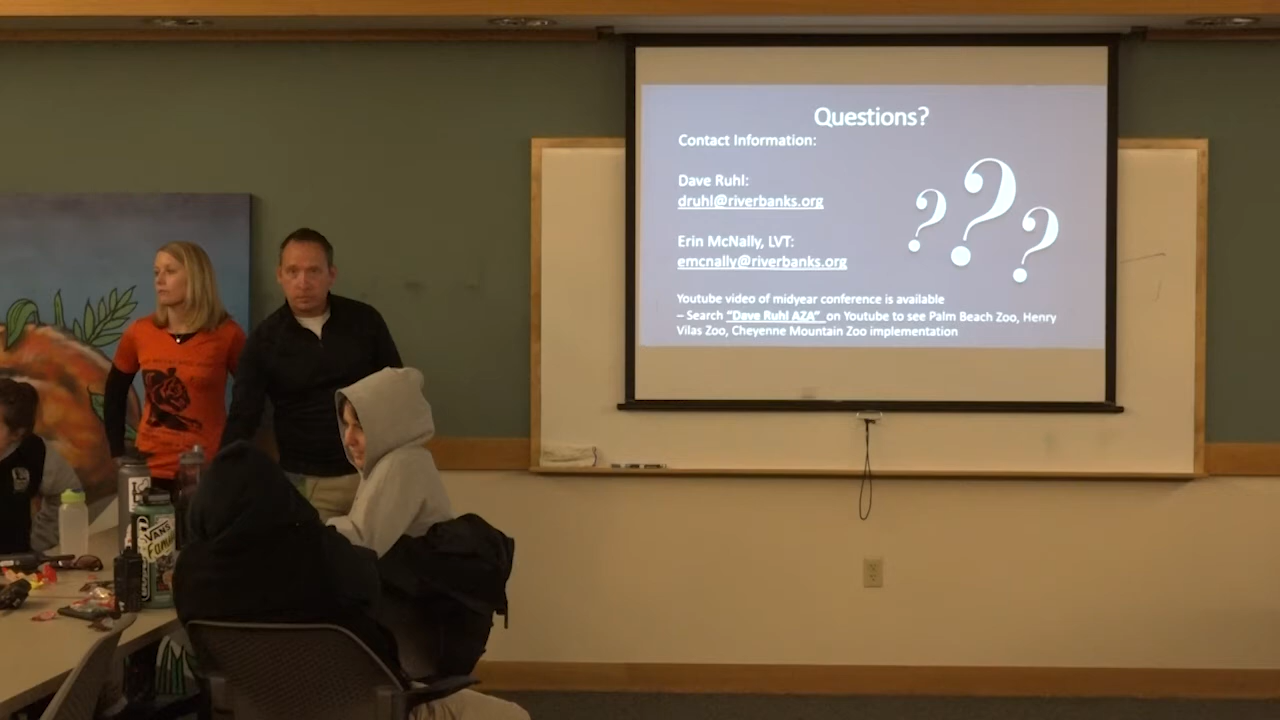 Questions?
Contact Information:
Dave Ruhl:
druhl@riverbanks.org
Erin McNally, LVT:
emcnally@riverbanks.org
Youtube video of midyear conference is available
– Search "Dave Ruhl AZA" on Youtube to see Palm Beach Zoo, Henry
Vilas Zoo, Cheyenne Mountain Zoo implementation
? ? ?
VANS